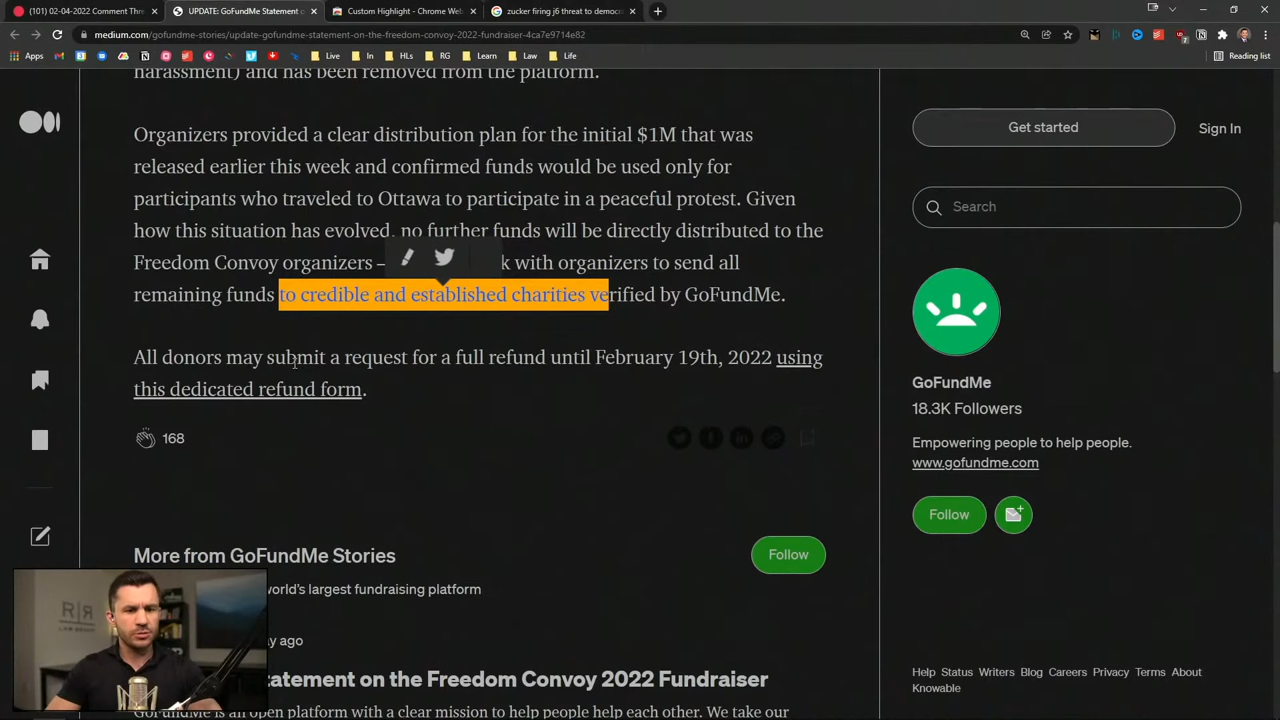 (101) 02-04-2022 Comment Thre
UPDATE: GoFundMe Statement o
Custom Highlight - Chrome Web
zucker firing j6 threat to democ
medium.com/gofundme-stories/update-gofundme-statement-on-the-freedom-convoy-2022-fundraiser-4ca7e9714e82
Apps
Live
In
HLs
RG
Learn
Law
Life
Reading list
harassment) and has been removed from the platform.
Organizers provided a clear distribution plan for the initial $1M that was
released earlier this week and confirmed funds would be used only for
participants who traveled to Ottawa to participate in a peaceful protest. Given
how this situation has evolved, no further funds will be directly distributed to the
Freedom Convoy organizers – k with organizers to send all
remaining funds to credible and established charities verified by GoFundMe.
All donors may submit a request for a full refund until February 19th, 2022 using
this dedicated refund form.
168
More from GoFundMe Stories
Follow
world's largest fundraising platform
ay ago
tatement on the Freedom Convoy 2022 Fundraiser
GoFundMe is an open platform with a clear mission to help people help each other. We take our
R|R
LAW GROUP
Get started
Sign In
Search
GoFundMe
18.3K Followers
Empowering people to help people.
www.gofundme.com
Follow
Help Status Writers Blog Careers Privacy Terms About
Knowable